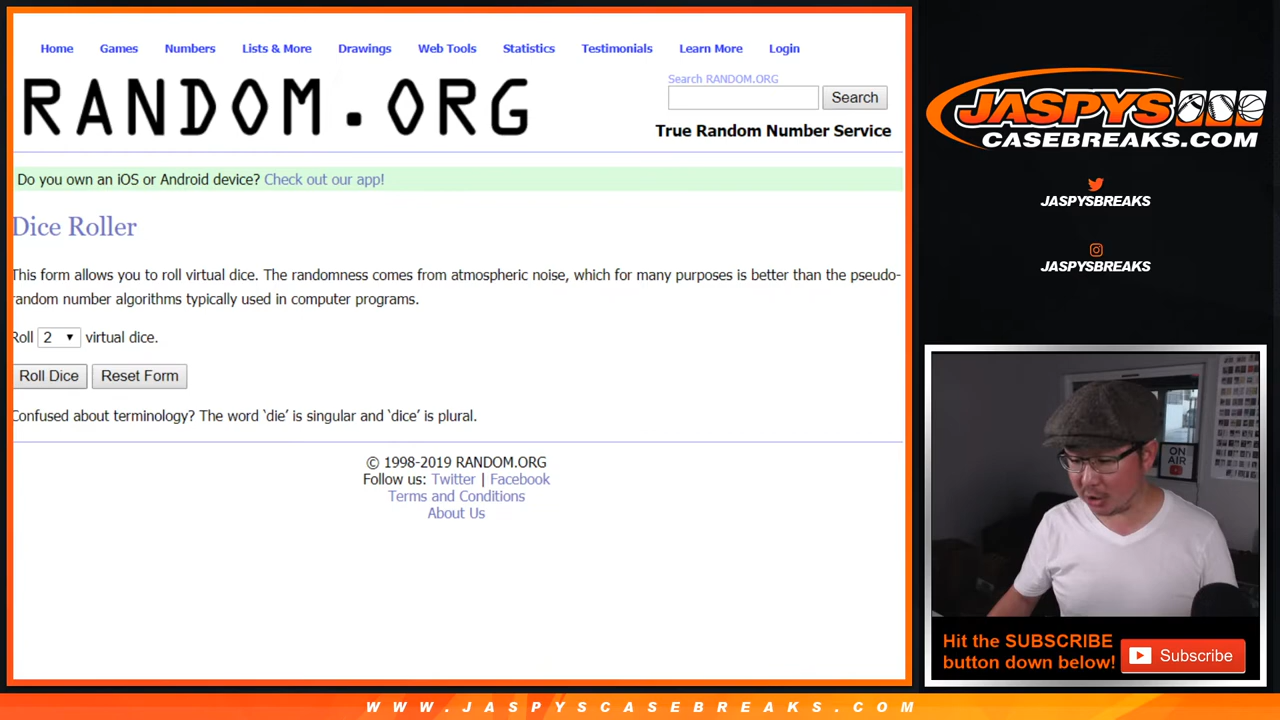 Home Games Numbers Lists & More Drawings Web Tools Statistics Testimonials Learn More Login
RANDOM.ORG
Search RANDOM.ORG
Search
True Random Number Service
Do you own an iOS or Android device? Check out our app!
Dice Roller
This form allows you to roll virtual dice. The randomness comes from atmospheric noise, which for many purposes is better than the pseudo-
random number algorithms typically used in computer programs.
Roll 2 virtual dice.
Roll Dice Reset Form
Confused about terminology? The word ‘die’ is singular and ‘dice’ is plural.
© 1998-2019 RANDOM.ORG
Follow us: Twitter | Facebook
Terms and Conditions
About Us
JASPYS
CASEBREAKS.COM
JASPYSBREAKS
JASPYSBREAKS
ON
AIR
Hit the SUBSCRIBE
button down below!
Subscribe
WWW.JASPYSCASEBREAKS.COM